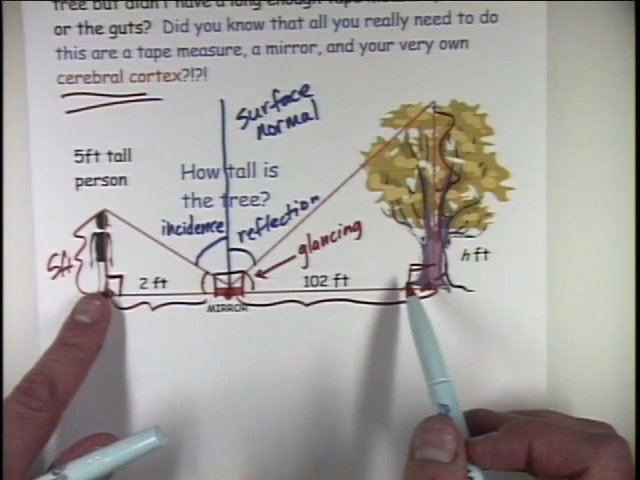 or the guts? Did you know that all you really need to do
this are a tape measure, a mirror, and your very own
cerebral cortex?!?!
surface
normal
5ft tall
person
How tall is
the tree?
incidence
reflection
glancing
5ft
h ft
2 ft
102 ft
MIRROR